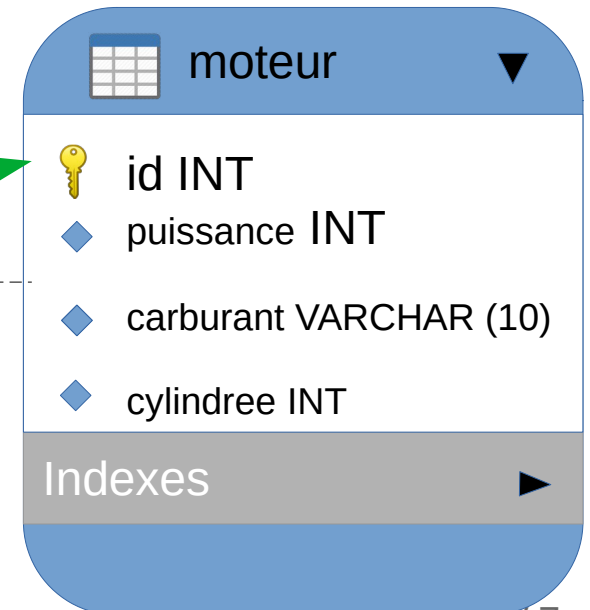 moteur
id INT
puissance INT
carburant VARCHAR (10)
cylindree INT
Indexes